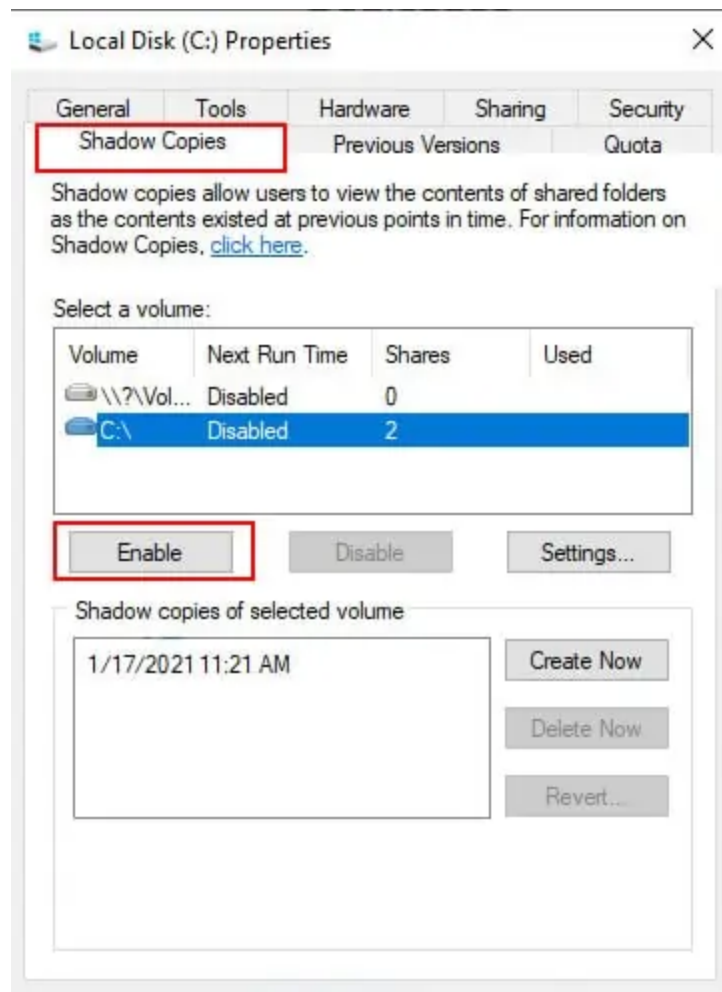 Local Disk (C:) Properties
General Tools Hardware Sharing Security
Shadow Copies Previous Versions Quota
Shadow copies allow users to view the contents of shared folders
as the contents existed at previous points in time. For information on
Shadow Copies, click here.
Select a volume:
Volume Next Run Time Shares Used
\\?\Vol... Disabled 0
C:\ Disabled 2
Enable Disable Settings...
Shadow copies of selected volume
1/17/2021 11:21 AM
Create Now
Delete Now
Revert...